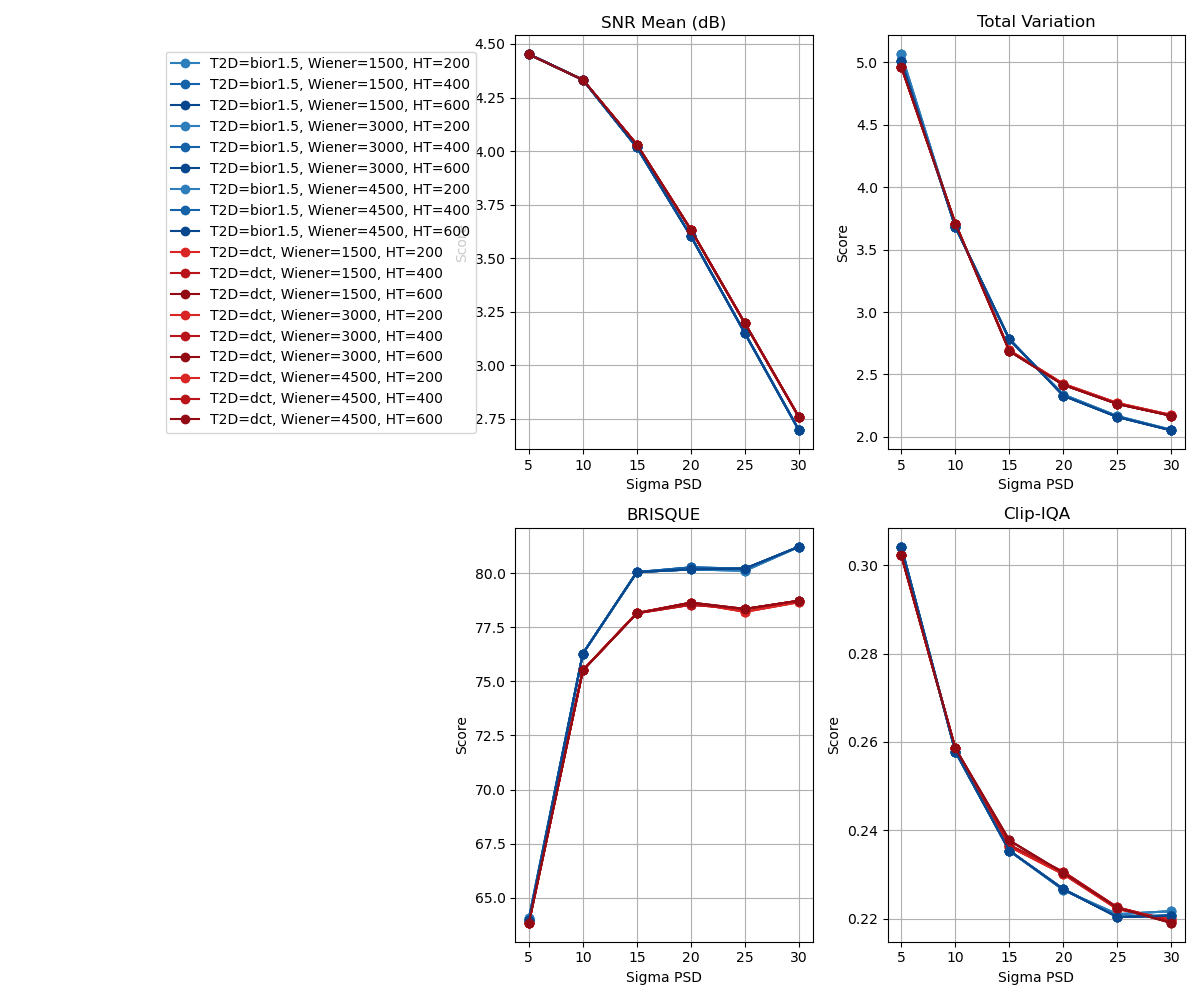 SNR Mean (dB)
Total Variation
T2D=bior1.5, Wiener=1500, HT=200
T2D=bior1.5, Wiener=1500, HT=400
T2D=bior1.5, Wiener=1500, HT=600
T2D=bior1.5, Wiener=3000, HT=200
T2D=bior1.5, Wiener=3000, HT=400
T2D=bior1.5, Wiener=3000, HT=600
T2D=bior1.5, Wiener=4500, HT=200
T2D=bior1.5, Wiener=4500, HT=400
T2D=bior1.5, Wiener=4500, HT=600
T2D=dct, Wiener=1500, HT=200
T2D=dct, Wiener=1500, HT=400
T2D=dct, Wiener=1500, HT=600
T2D=dct, Wiener=3000, HT=200
T2D=dct, Wiener=3000, HT=400
T2D=dct, Wiener=3000, HT=600
T2D=dct, Wiener=4500, HT=200
T2D=dct, Wiener=4500, HT=400
T2D=dct, Wiener=4500, HT=600
4.50
4.25
4.00
3.75
3.50
3.25
3.00
2.75
5 10 15 20 25 30
Sigma PSD
Score
5.0
4.5
4.0
3.5
3.0
2.5
2.0
5 10 15 20 25 30
Sigma PSD
BRISQUE
Score
80.0
77.5
75.0
72.5
70.0
67.5
65.0
5 10 15 20 25 30
Sigma PSD
Clip-IQA
Score
0.30
0.28
0.26
0.24
0.22
5 10 15 20 25 30
Sigma PSD